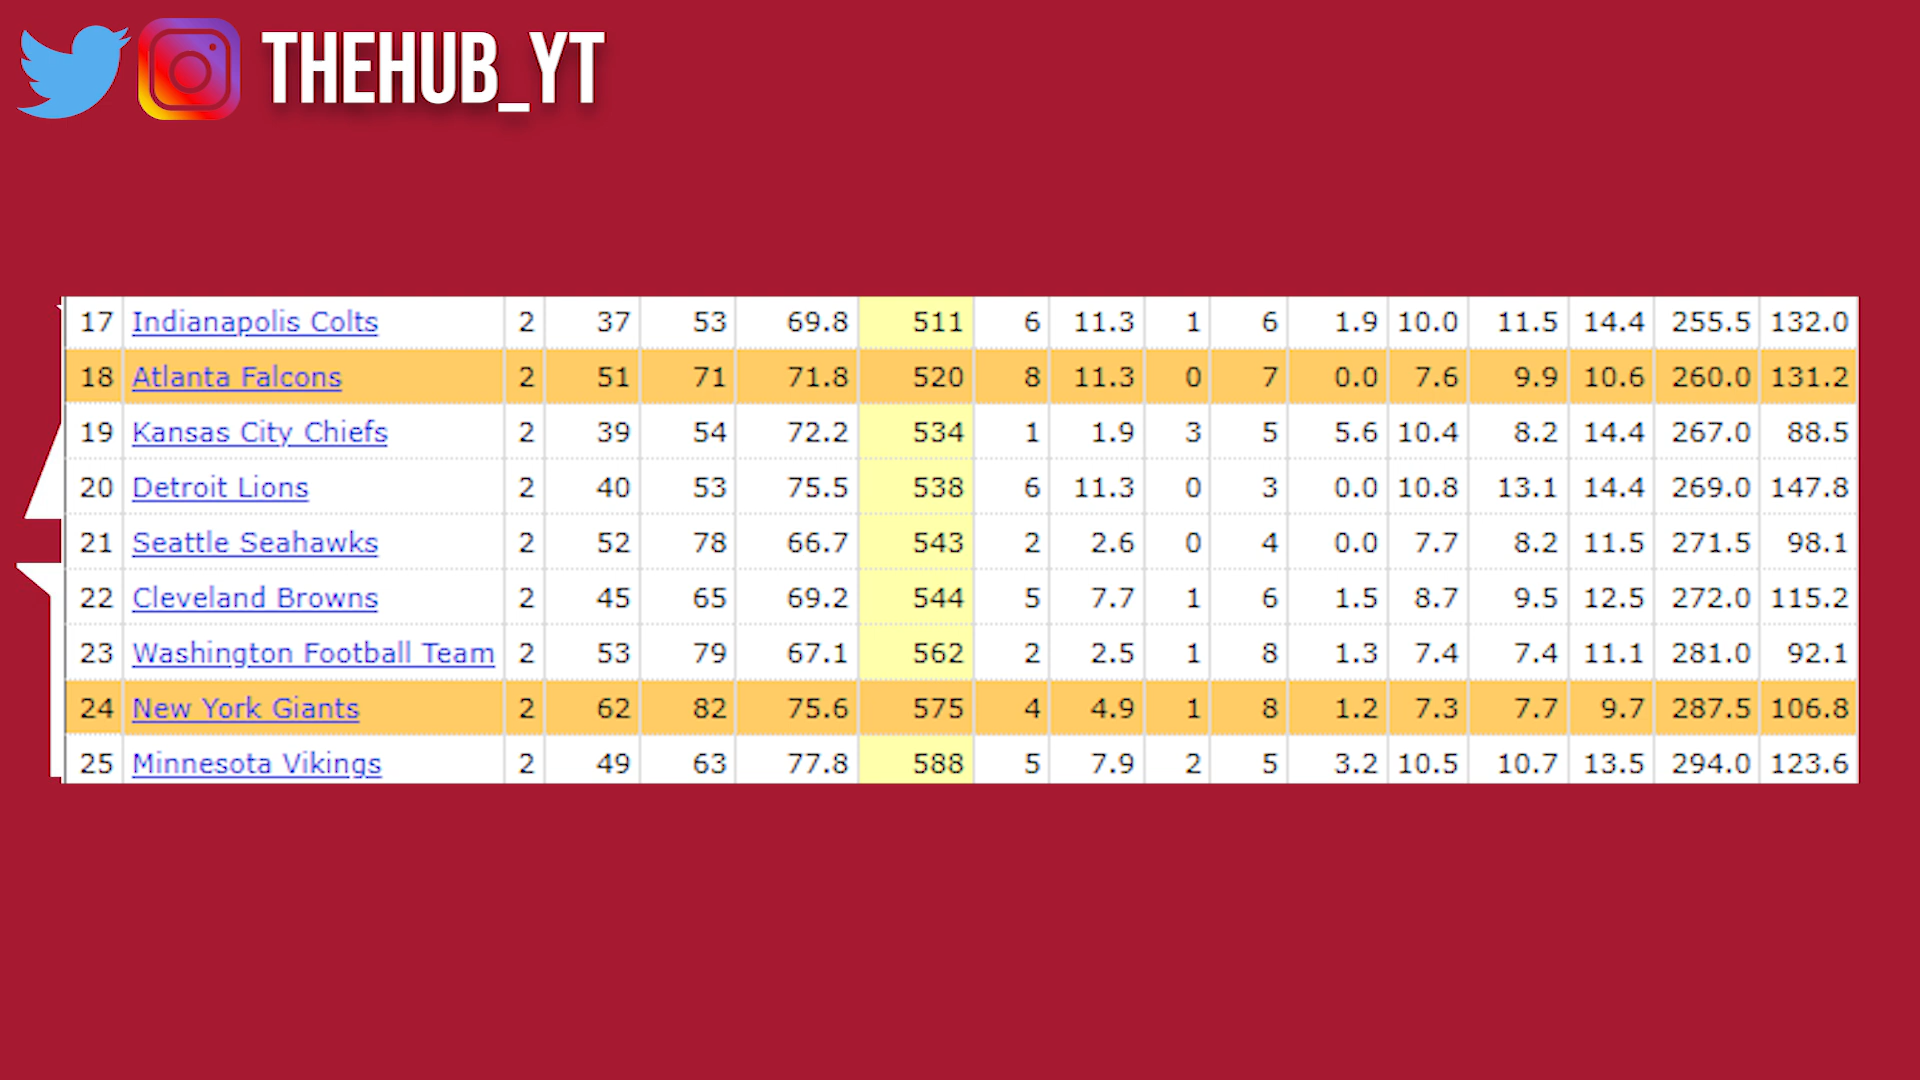 THEHUB_YT
17 Indianapolis Colts 2 37 53 69.8 511 6 11.3 1 6 1.9 10.0 11.5 14.4 255.5 132.0
18 Atlanta Falcons 2 51 71 71.8 520 8 11.3 0 7 0.0 7.6 9.9 10.6 260.0 131.2
19 Kansas City Chiefs 2 39 54 72.2 534 1 1.9 3 5 5.6 10.4 8.2 14.4 267.0 88.5
20 Detroit Lions 2 40 53 75.5 538 6 11.3 0 3 0.0 10.8 13.1 14.4 269.0 147.8
21 Seattle Seahawks 2 52 78 66.7 543 2 2.6 0 4 0.0 7.7 8.2 11.5 271.5 98.1
22 Cleveland Browns 2 45 65 69.2 544 5 7.7 1 6 1.5 8.7 9.5 12.5 272.0 115.2
23 Washington Football Team 2 53 79 67.1 562 2 2.5 1 8 1.3 7.4 7.4 11.1 281.0 92.1
24 New York Giants 2 62 82 75.6 575 4 4.9 1 8 1.2 7.3 7.7 9.7 287.5 106.8
25 Minnesota Vikings 2 49 63 77.8 588 5 7.9 2 5 3.2 10.5 10.7 13.5 294.0 123.6